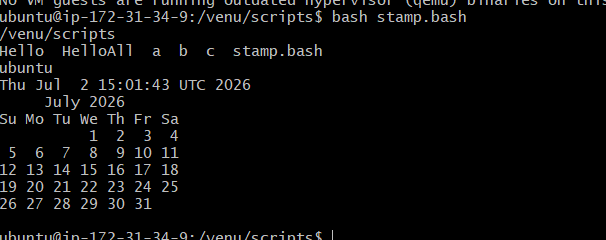 No VM guests are running outdated hypervisor (qemu) binaries on this
ubuntu@ip-172-31-34-9:/venu/scripts$ bash stamp.bash
/venu/scripts
Hello  HelloAll  a  b  c  stamp.bash
ubuntu
Thu Jul  2 15:01:43 UTC 2026
     July 2026
Su Mo Tu We Th Fr Sa
          1  2  3  4
 5  6  7  8  9 10 11
12 13 14 15 16 17 18
19 20 21 22 23 24 25
26 27 28 29 30 31
ubuntu@ip-172-31-34-9:/venu/scripts$